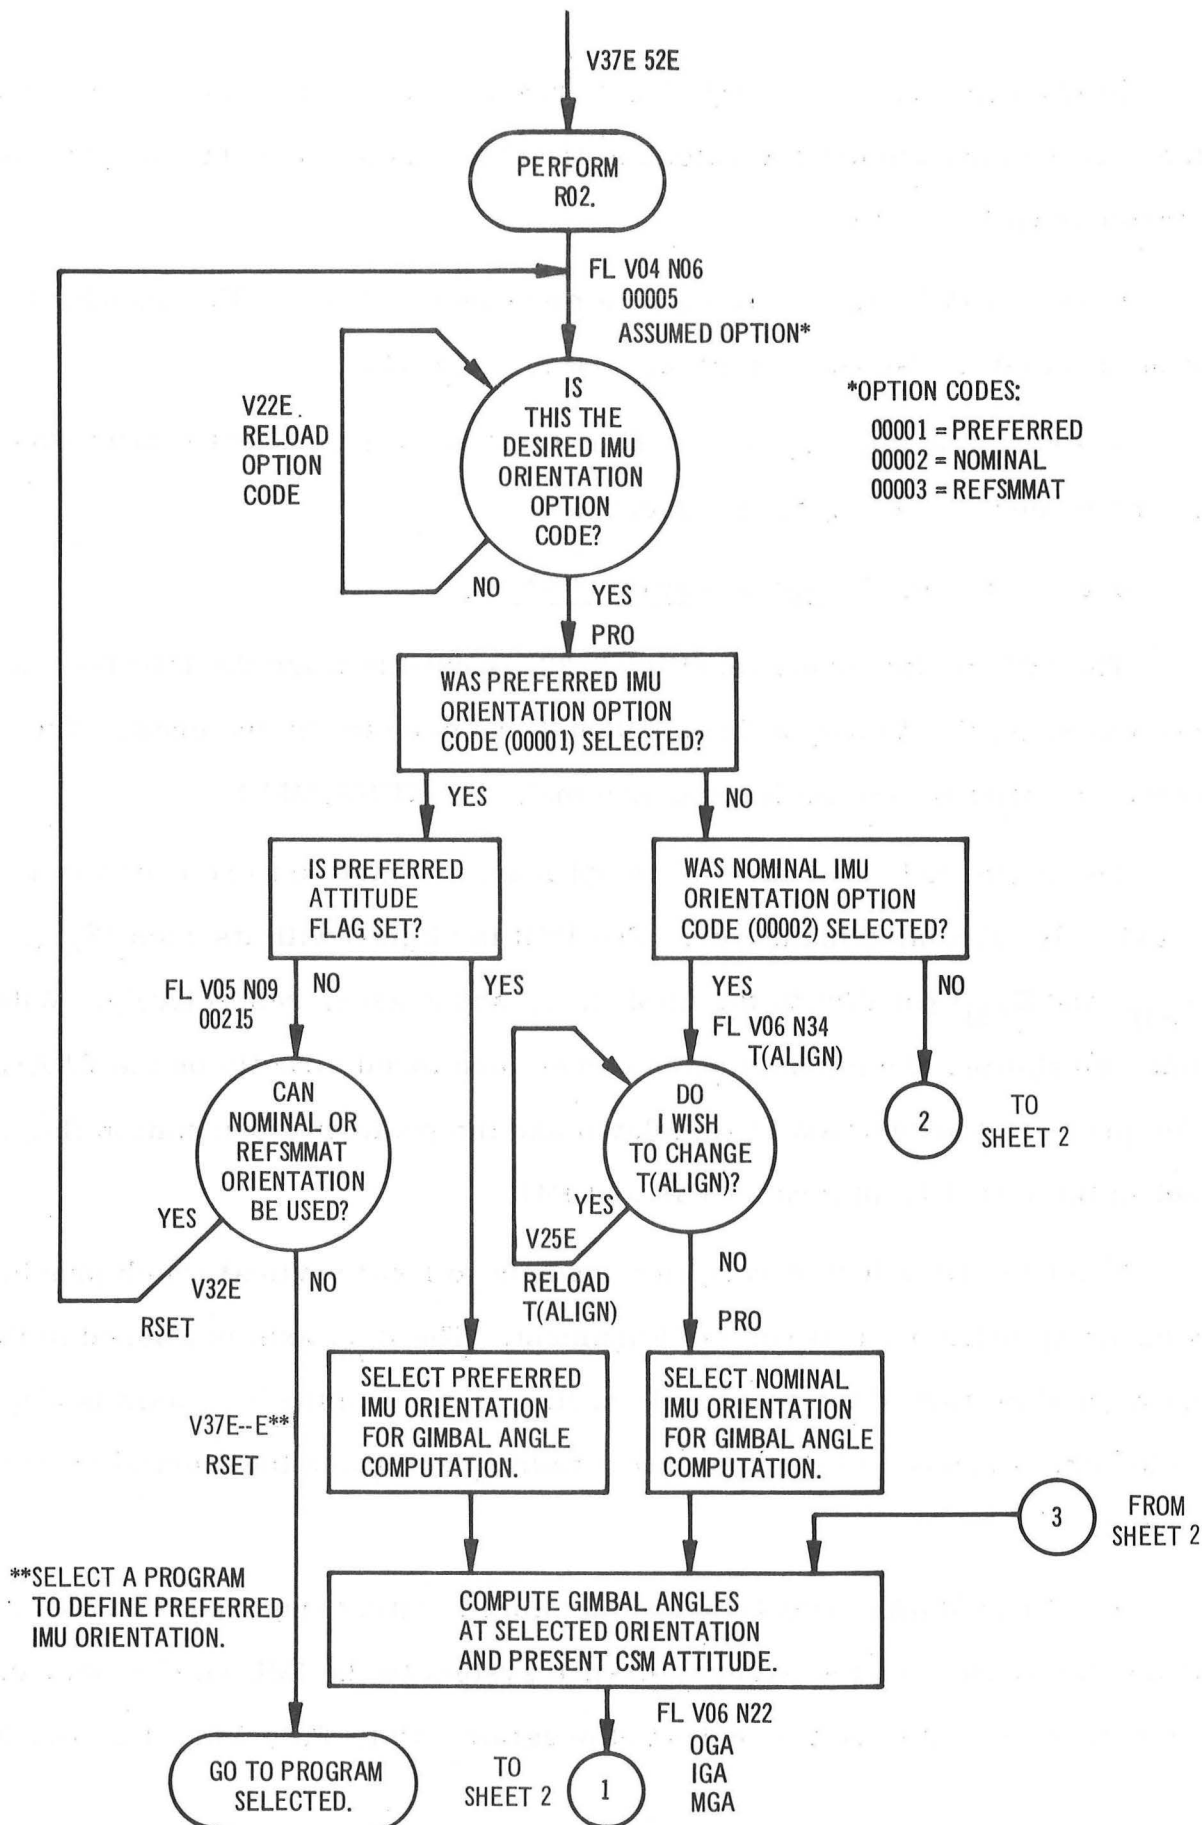 V37E 52E
PERFORM
R02.
FL V04 N06
00005
ASSUMED OPTION*
V22E.
RELOAD
OPTION
CODE
IS
THIS THE
DESIRED IMU
ORIENTATION
OPTION
CODE?
*OPTION CODES:
00001 = PREFERRED
00002 = NOMINAL
00003 = REFSMMAT
NO
YES
PRO
WAS PREFERRED IMU
ORIENTATION OPTION
CODE (00001) SELECTED?
YES
NO
IS PREFERRED
ATTITUDE
FLAG SET?
WAS NOMINAL IMU
ORIENTATION OPTION
CODE (00002) SELECTED?
FL V05 N09
00215
NO
YES
YES
FL V06 N34
T(ALIGN)
NO
CAN
NOMINAL OR
REFSMMAT
ORIENTATION
BE USED?
DO
I WISH
TO CHANGE
T(ALIGN)?
2
TO
SHEET 2
YES
V32E
RSET
NO
YES
V25E
RELOAD
T(ALIGN)
NO
PRO
V37E--E**
RSET
SELECT PREFERRED
IMU ORIENTATION
FOR GIMBAL ANGLE
COMPUTATION.
SELECT NOMINAL
IMU ORIENTATION
FOR GIMBAL ANGLE
COMPUTATION.
3
FROM
SHEET 2
**SELECT A PROGRAM
TO DEFINE PREFERRED
IMU ORIENTATION.
COMPUTE GIMBAL ANGLES
AT SELECTED ORIENTATION
AND PRESENT CSM ATTITUDE.
FL V06 N22
OGA
IGA
MGA
GO TO PROGRAM
SELECTED.
TO
SHEET 2
1